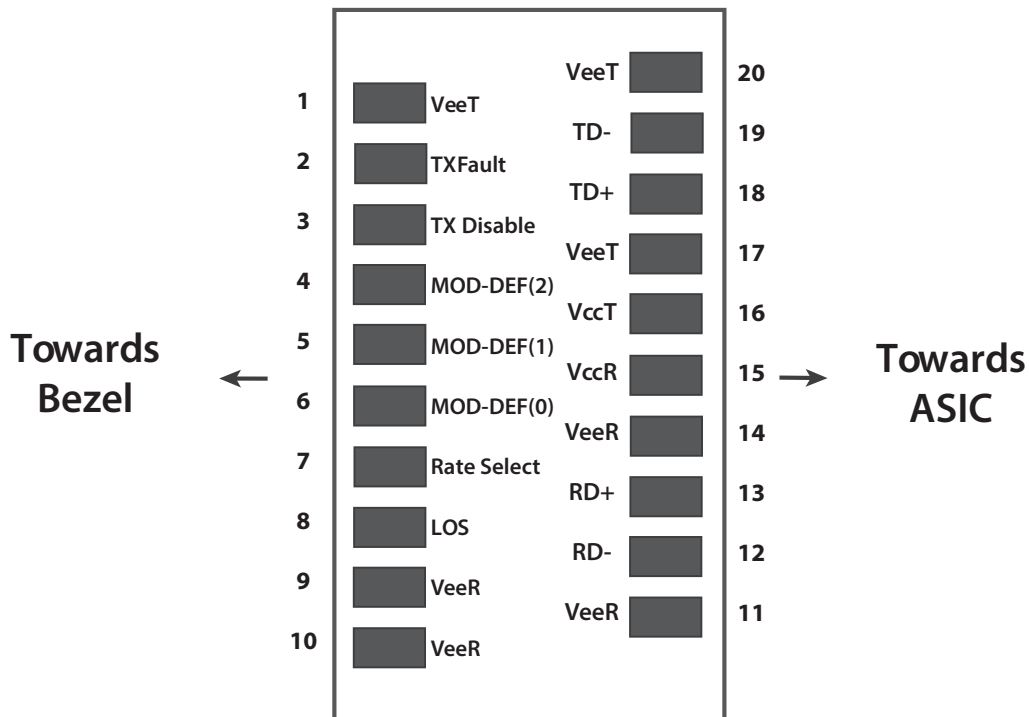 VeeT 20
1 VeeT
TD- 19
2 TXFault
TD+ 18
3 TX Disable
VeeT 17
4 MOD-DEF(2)
VccT 16
5 MOD-DEF(1)
Towards
Bezel
VccR 15
Towards
ASIC
6 MOD-DEF(0)
VeeR 14
7 Rate Select
RD+ 13
8 LOS
RD- 12
9 VeeR
VeeR 11
10 VeeR